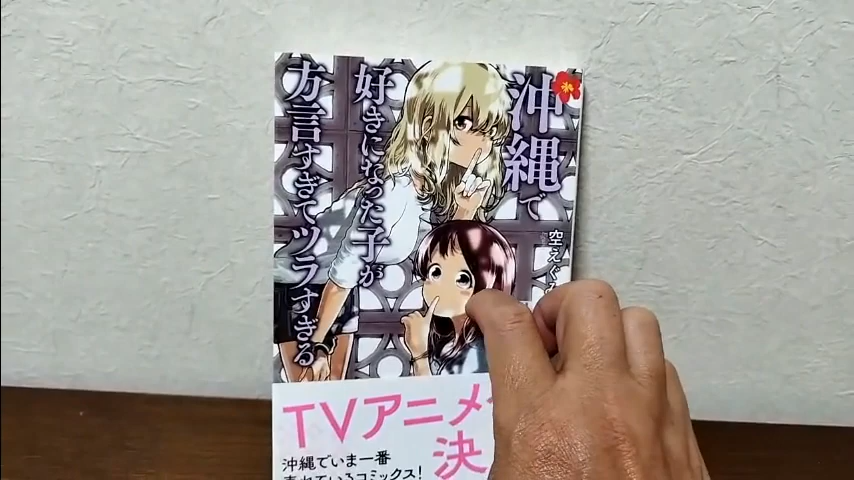 沖縄で
好きになった子が
方言すぎてツラすぎる
空えぐみ
TVアニメ
決
沖縄でいま一番
売れているコミックス!